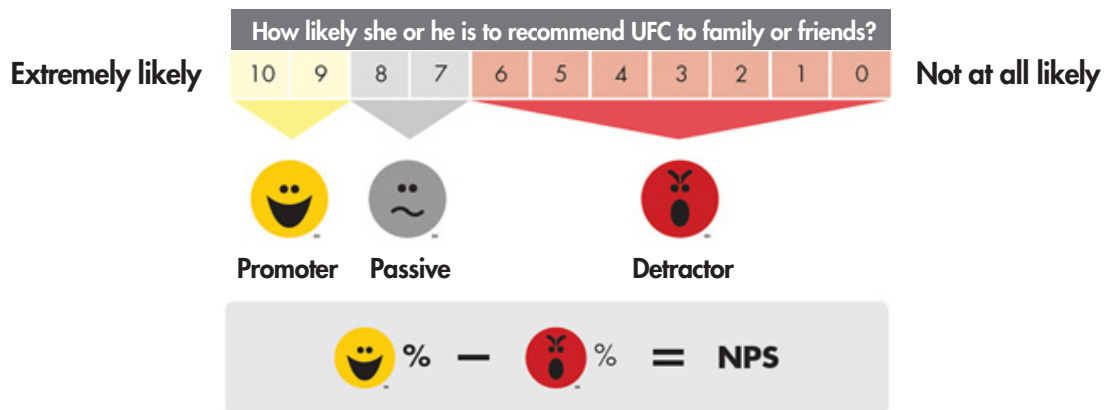 How likely she or he is to recommend UFC to family or friends?
Extremely likely 10 9 8 7 6 5 4 3 2 1 0 Not at all likely
Promoter Passive Detractor
% — % = NPS